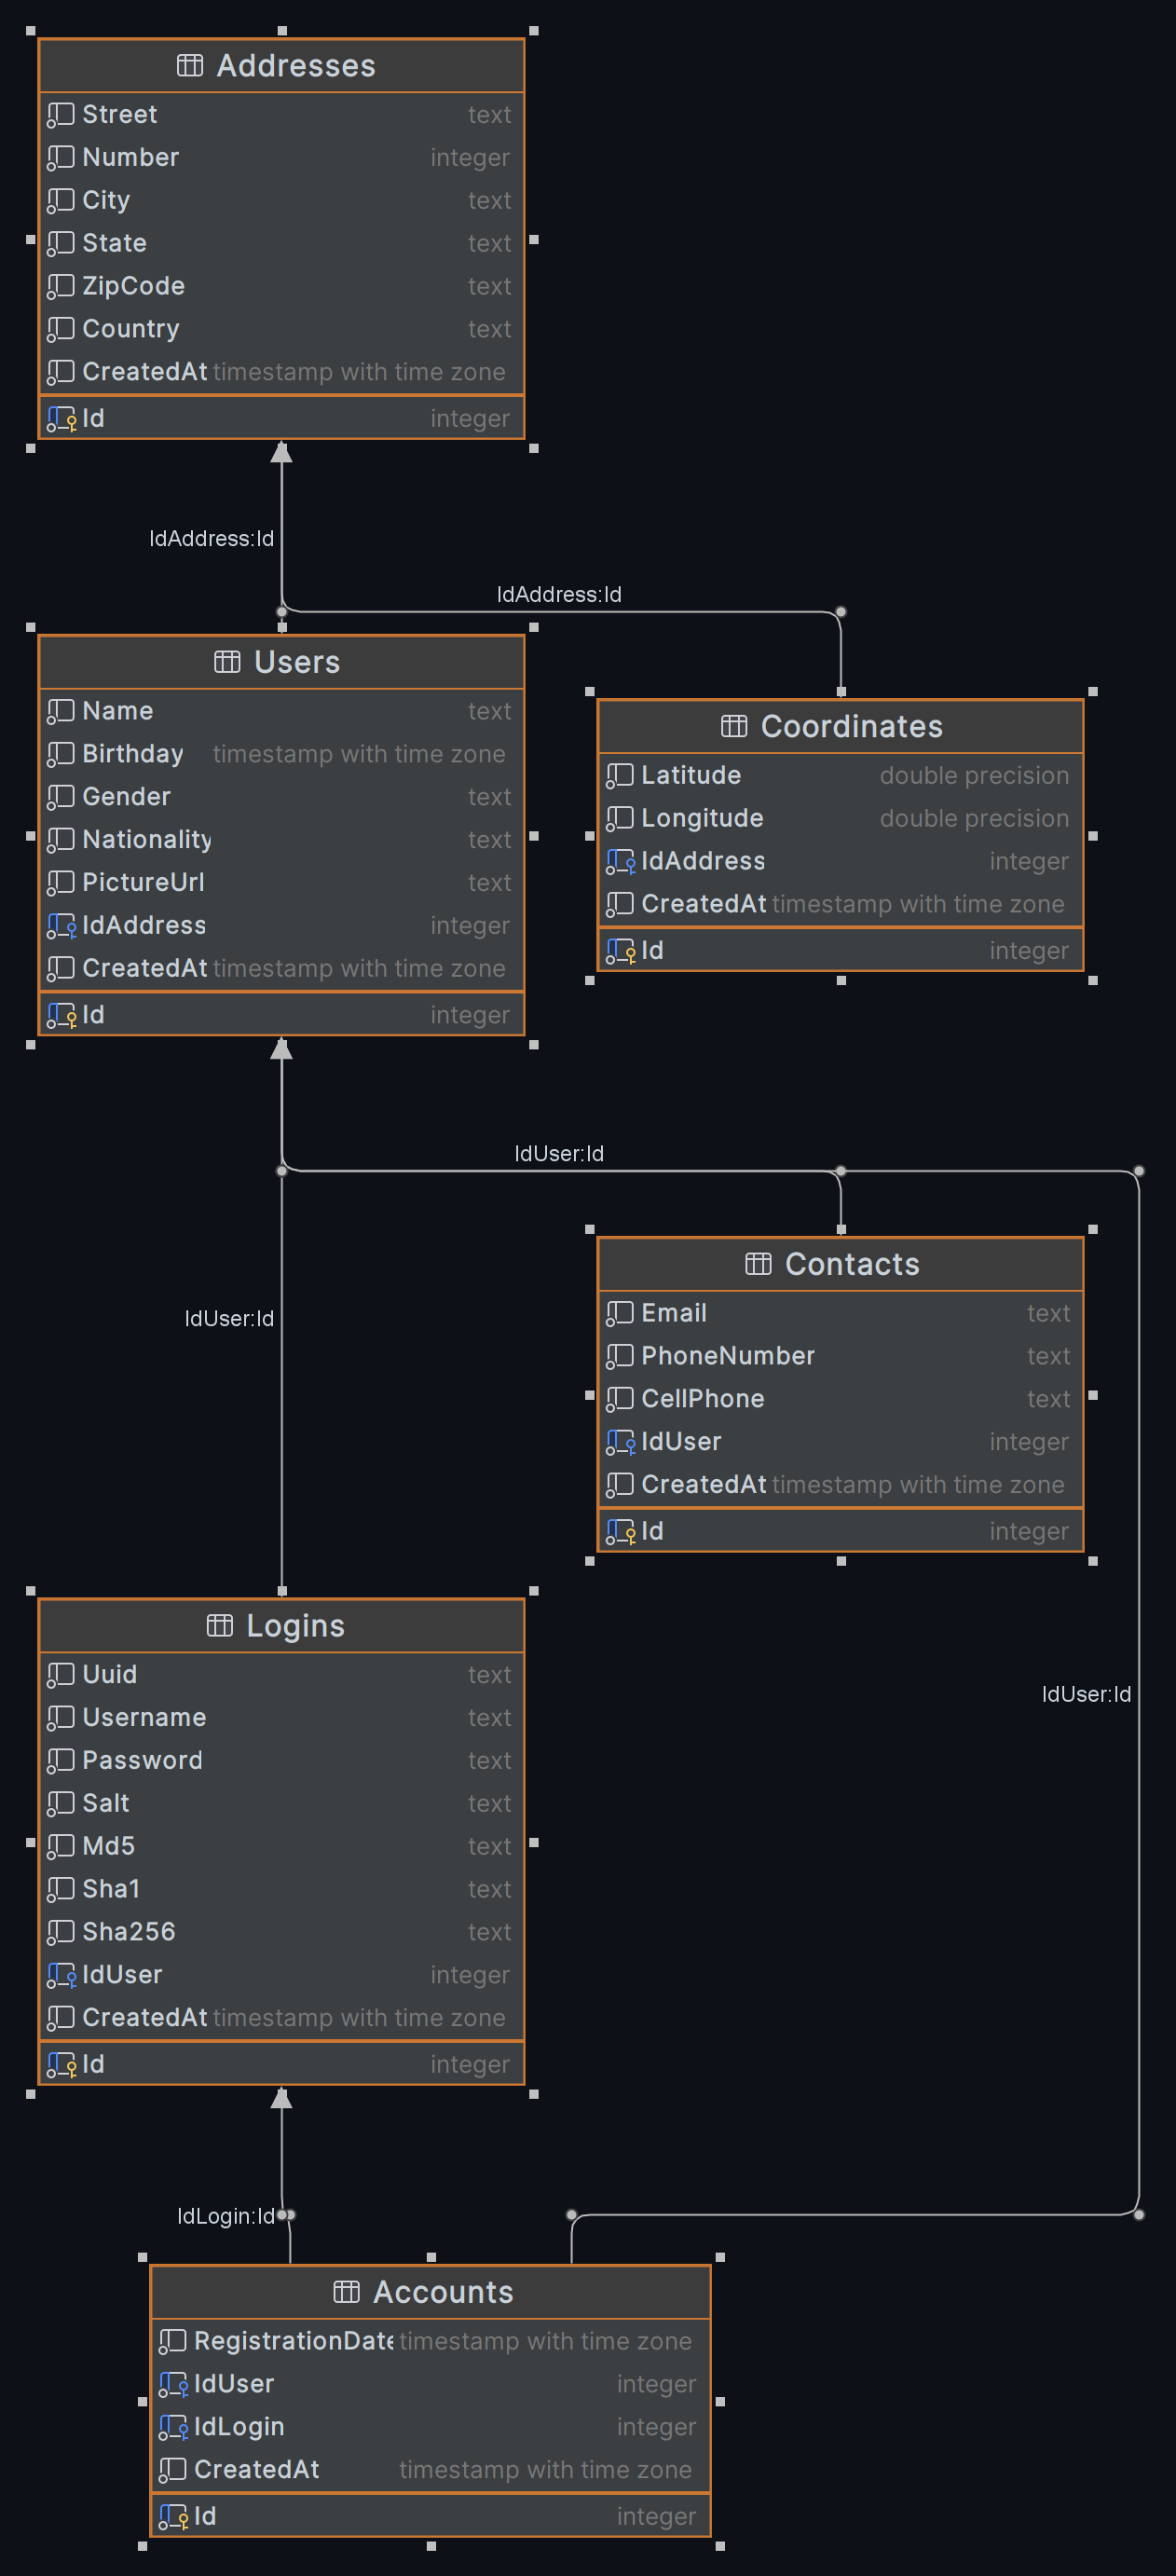 Addresses
Street text
Number integer
City text
State text
ZipCode text
Country text
CreatedAt timestamp with time zone
Id integer
IdAddress:Id
IdAddress:Id
Users
Name text
Birthday timestamp with time zone
Gender text
Nationality text
PictureUrl text
IdAddress integer
CreatedAt timestamp with time zone
Id integer
Coordinates
Latitude double precision
Longitude double precision
IdAddress integer
CreatedAt timestamp with time zone
Id integer
IdUser:Id
IdUser:Id
Contacts
Email text
PhoneNumber text
CellPhone text
IdUser integer
CreatedAt timestamp with time zone
Id integer
Logins
Uuid text
Username text
Password text
Salt text
Md5 text
Sha1 text
Sha256 text
IdUser integer
CreatedAt timestamp with time zone
Id integer
IdUser:Id
IdLogin:Id
Accounts
RegistrationDate timestamp with time zone
IdUser integer
IdLogin integer
CreatedAt timestamp with time zone
Id integer